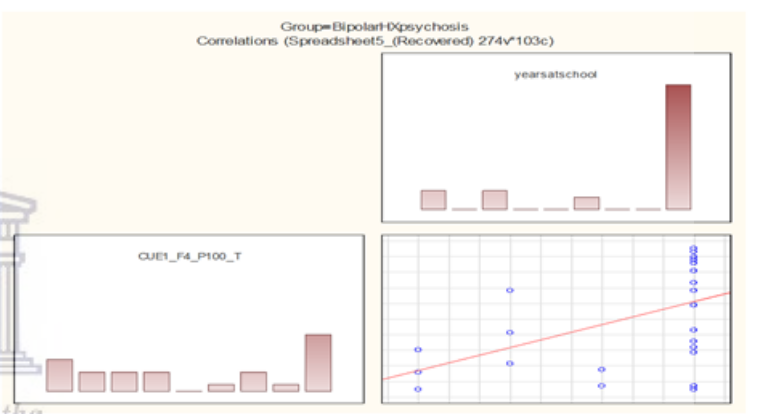 Group=BipolarHXpsychosis
Correlations (Spreadsheet5_(Recovered) 274v*103c)
yearsatschool
CUE1_F4_P100_T